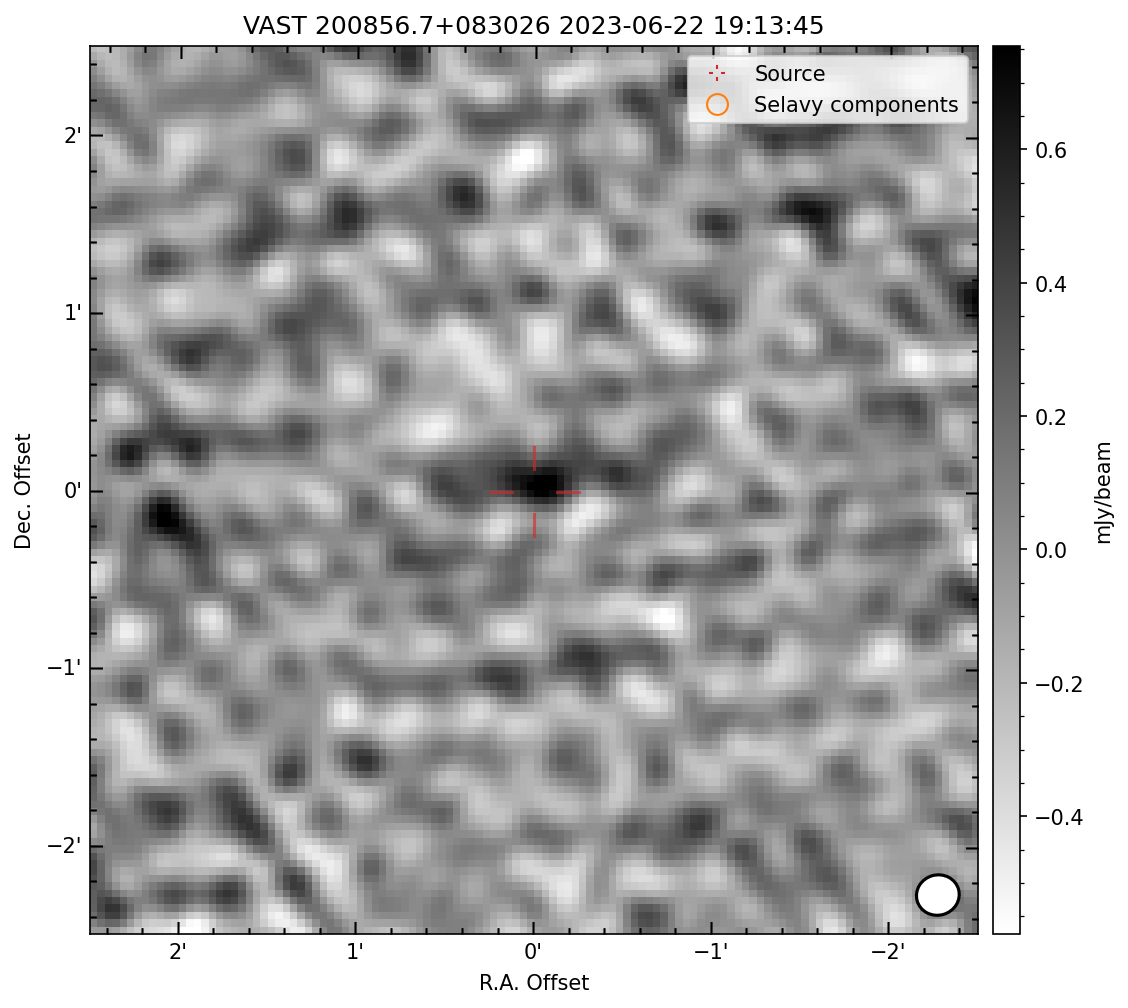 VAST 200856.7+083026 2023-06-22 19:13:45
Source
Selavy components
2'
1'
0'
−1'
−2'
Dec. Offset
2'
1'
0'
−1'
−2'
R.A. Offset
0.6
0.4
0.2
0.0
−0.2
−0.4
mJy/beam